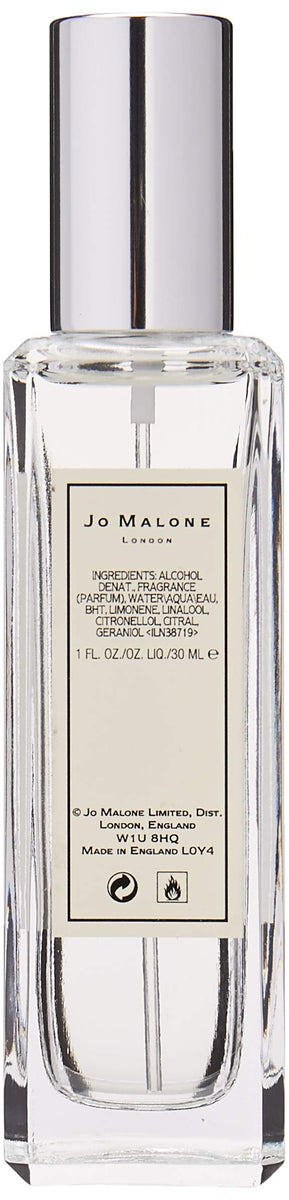 JO MALONE
LONDON
INGREDIENTS: ALCOHOL
DENAT., FRAGRANCE
(PARFUM), WATER\AQUA\EAU,
BHT, LIMONENE, LINALOOL,
CITRONELLOL, CITRAL,
GERANIOL <ILN38719>
1 FL. OZ./OZ. LIQ./30 ML ℮
© JO MALONE LIMITED, DIST.
LONDON, ENGLAND
W1U 8HQ
MADE IN ENGLAND L0Y4